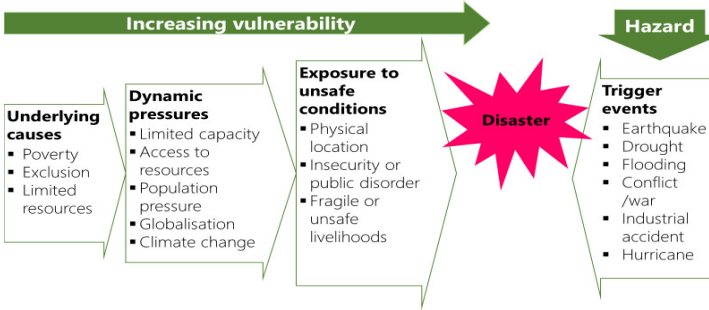 Increasing vulnerability
Hazard
Underlying
causes
▪ Poverty
▪ Exclusion
▪ Limited
resources
Dynamic
pressures
▪ Limited capacity
▪ Access to
resources
▪ Population
pressure
▪ Globalisation
▪ Climate change
Exposure to
unsafe
conditions
▪ Physical
location
▪ Insecurity or
public disorder
▪ Fragile or
unsafe
livelihoods
Disaster
Trigger
events
▪ Earthquake
▪ Drought
▪ Flooding
▪ Conflict
/war
▪ Industrial
accident
▪ Hurricane